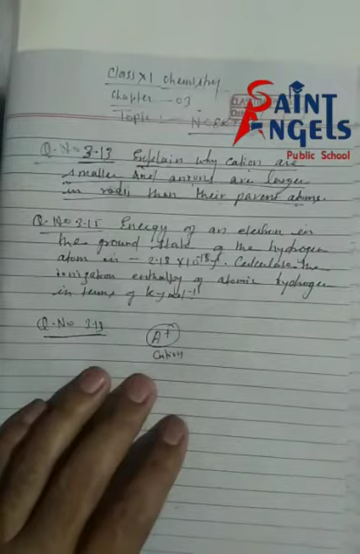 Class XI Chemistry
Chapter - 03
Topic :- NCERT
SAINT
ANGELS
Public School
Q.No 3.13 Explain why cation are
smaller and anions are larger
in radii than their parent atoms.
Q.No 3.15 Energy of an electron in
the ground state of the hydrogen
atom is - 2.18 x 10-18 J. Calculate the
ionization enthalpy of atomic hydrogen
in terms of KJ mol-1
Q.No 3.13
A+
Cation